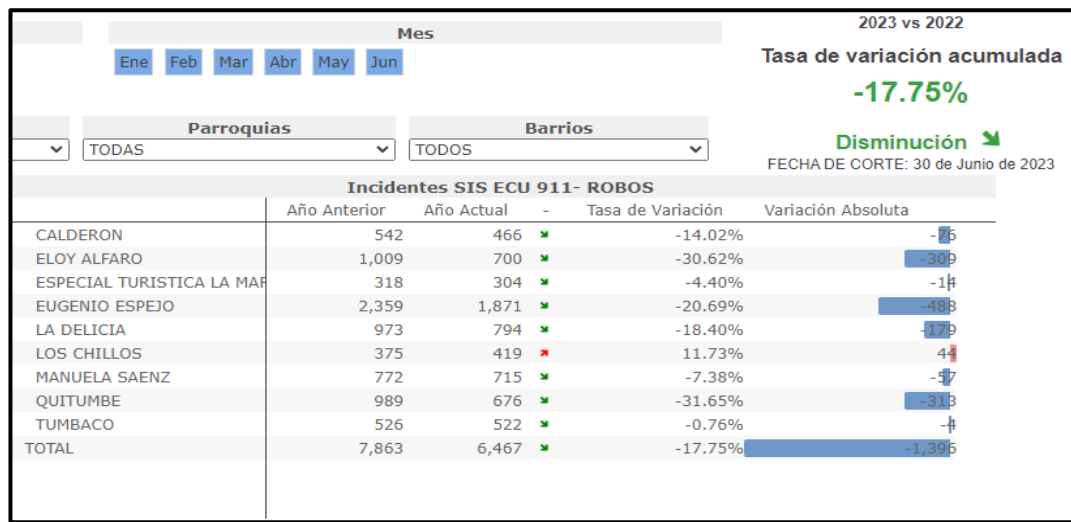 Mes
2023 vs 2022
Ene Feb Mar Abr May Jun
Tasa de variación acumulada
-17.75%
Parroquias Barrios
Disminución
TODAS TODOS
FECHA DE CORTE: 30 de Junio de 2023
Incidentes SIS ECU 911- ROBOS
Año Anterior Año Actual - Tasa de Variación Variación Absoluta
CALDERON 542 466 -14.02% -76
ELOY ALFARO 1,009 700 -30.62% -309
ESPECIAL TURISTICA LA MAR 318 304 -4.40% -14
EUGENIO ESPEJO 2,359 1,871 -20.69% -488
LA DELICIA 973 794 -18.40% -179
LOS CHILLOS 375 419 11.73% 44
MANUELA SAENZ 772 715 -7.38% -57
QUITUMBE 989 676 -31.65% -313
TUMBACO 526 522 -0.76% -4
TOTAL 7,863 6,467 -17.75% -1,396